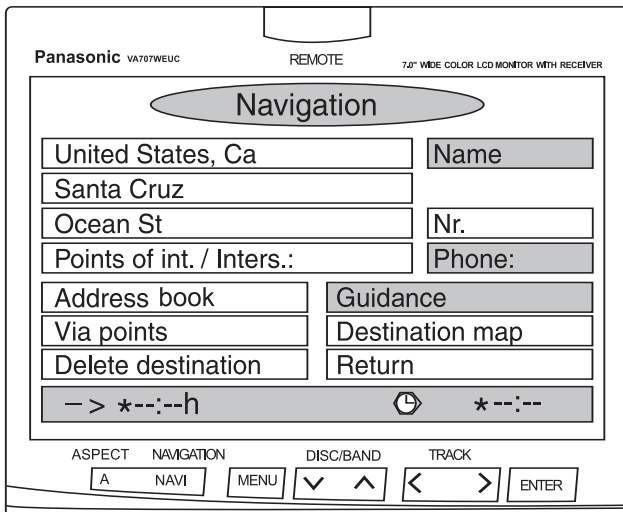 Panasonic VA707WEUC REMOTE 7.0" WIDE COLOR LCD MONITOR WITH RECEIVER
Navigation
United States, Ca Name
Santa Cruz
Ocean St Nr.
Points of int. / Inters.: Phone:
Address book Guidance
Via points Destination map
Delete destination Return
–> *--:--h *--:--
ASPECT NAVIGATION DISC/BAND TRACK
A NAVI MENU ENTER